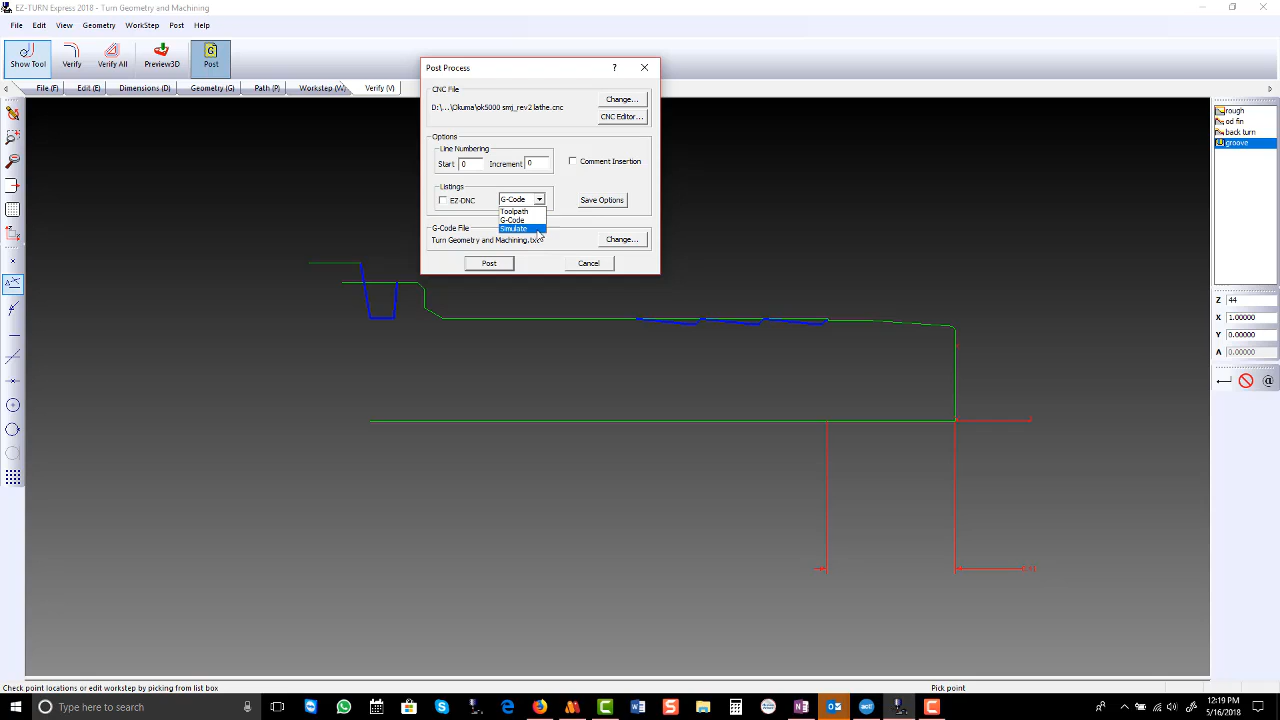 EZ-TURN Express 2018 - Turn Geometry and Machining
File Edit View Geometry WorkStep Post Help
Show Tool Verify Verify All Preview3D Post
File (F) Edit (E) Dimensions (D) Geometry (G) Path (P) Workstep (W) Verify (V)
Post Process
CNC File
D:\...\Okuma\pk5000 smj_rev2 lathe.cnc Change...
CNC Editor...
Options
Line Numbering
Start 0 Increment 0 Comment Insertion
Listings
EZ-DNC G-Code Save Options
Toolpath
G-Code
Simulate
G-Code File
Turn Geometry and Machining.txt Change...
Post Cancel
rough
od fin
back turn
groove
Z 44
X 1.00000
Y 0.00000
A 0.00000
Check point locations or edit workstep by picking from list box Pick point
Type here to search
12:19 PM
5/16/2018